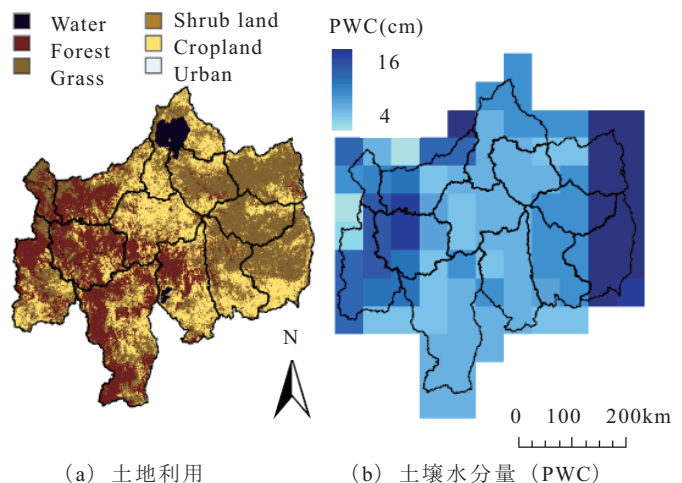 Water
Forest
Grass
Shrub land
Cropland
Urban
PWC(cm)
16
4
N
0 100 200km
(a) 土地利用
(b) 土壤水分量 (PWC)